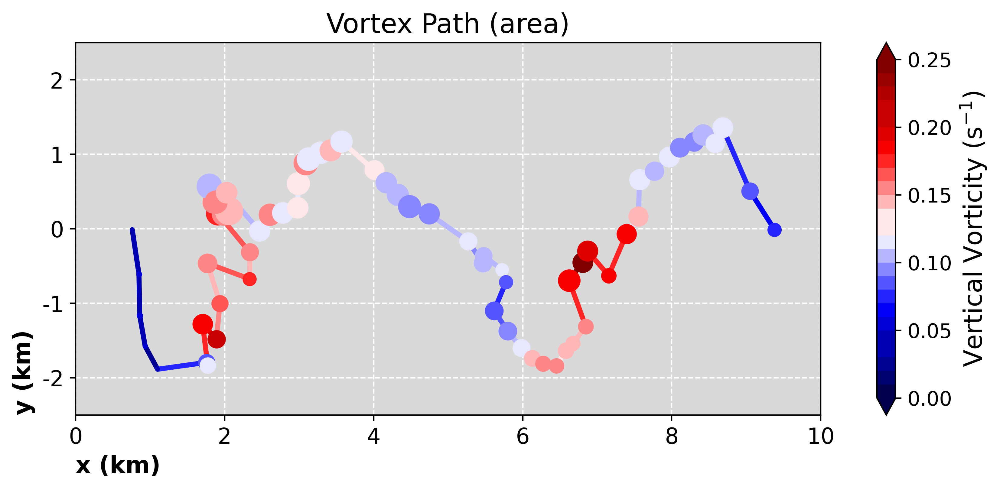 Vortex Path (area)
2
1
0
-1
-2
y (km)
0 2 4 6 8 10
x (km)
0.25
0.20
0.15
0.10
0.05
0.00
Vertical Vorticity (s⁻¹)